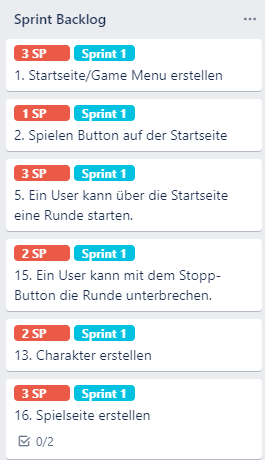 Sprint Backlog
3 SP Sprint 1
1. Startseite/Game Menu erstellen
1 SP Sprint 1
2. Spielen Button auf der Startseite
3 SP Sprint 1
5. Ein User kann über die Startseite
eine Runde starten.
2 SP Sprint 1
15. Ein User kann mit dem Stopp-
Button die Runde unterbrechen.
2 SP Sprint 1
13. Charakter erstellen
3 SP Sprint 1
16. Spielseite erstellen
0/2